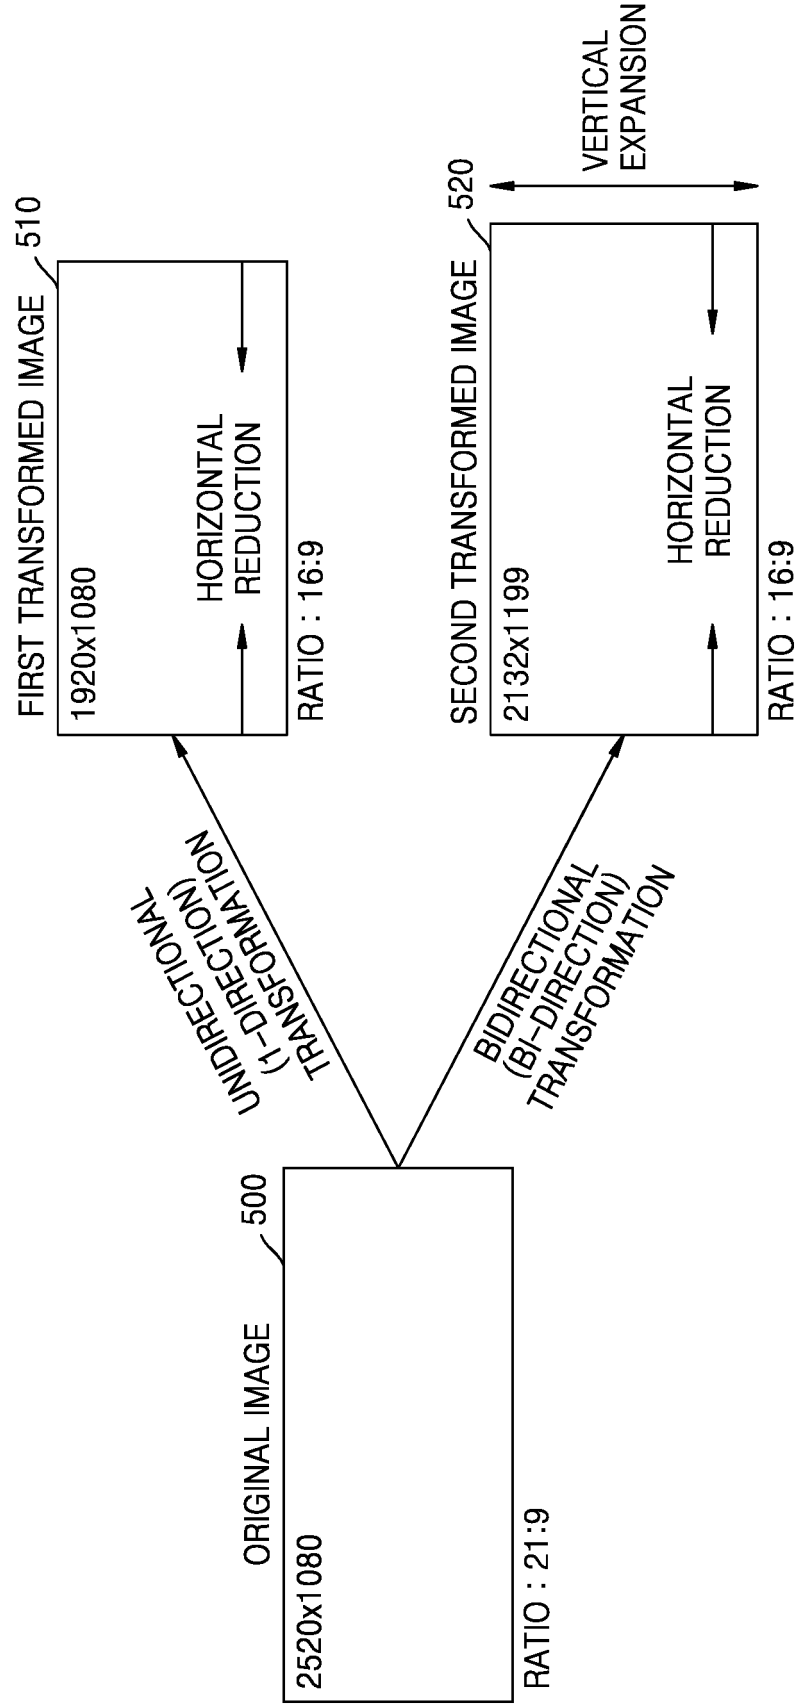 ORIGINAL IMAGE
500
2520x1080
RATIO : 21:9
UNIDIRECTIONAL
(1-DIRECTION)
TRANSFORMATION
FIRST TRANSFORMED IMAGE
510
1920x1080
HORIZONTAL
REDUCTION
RATIO : 16:9
BIDIRECTIONAL
(BI-DIRECTION)
TRANSFORMATION
SECOND TRANSFORMED IMAGE
520
2132x1199
HORIZONTAL
REDUCTION
RATIO : 16:9
VERTICAL
EXPANSION